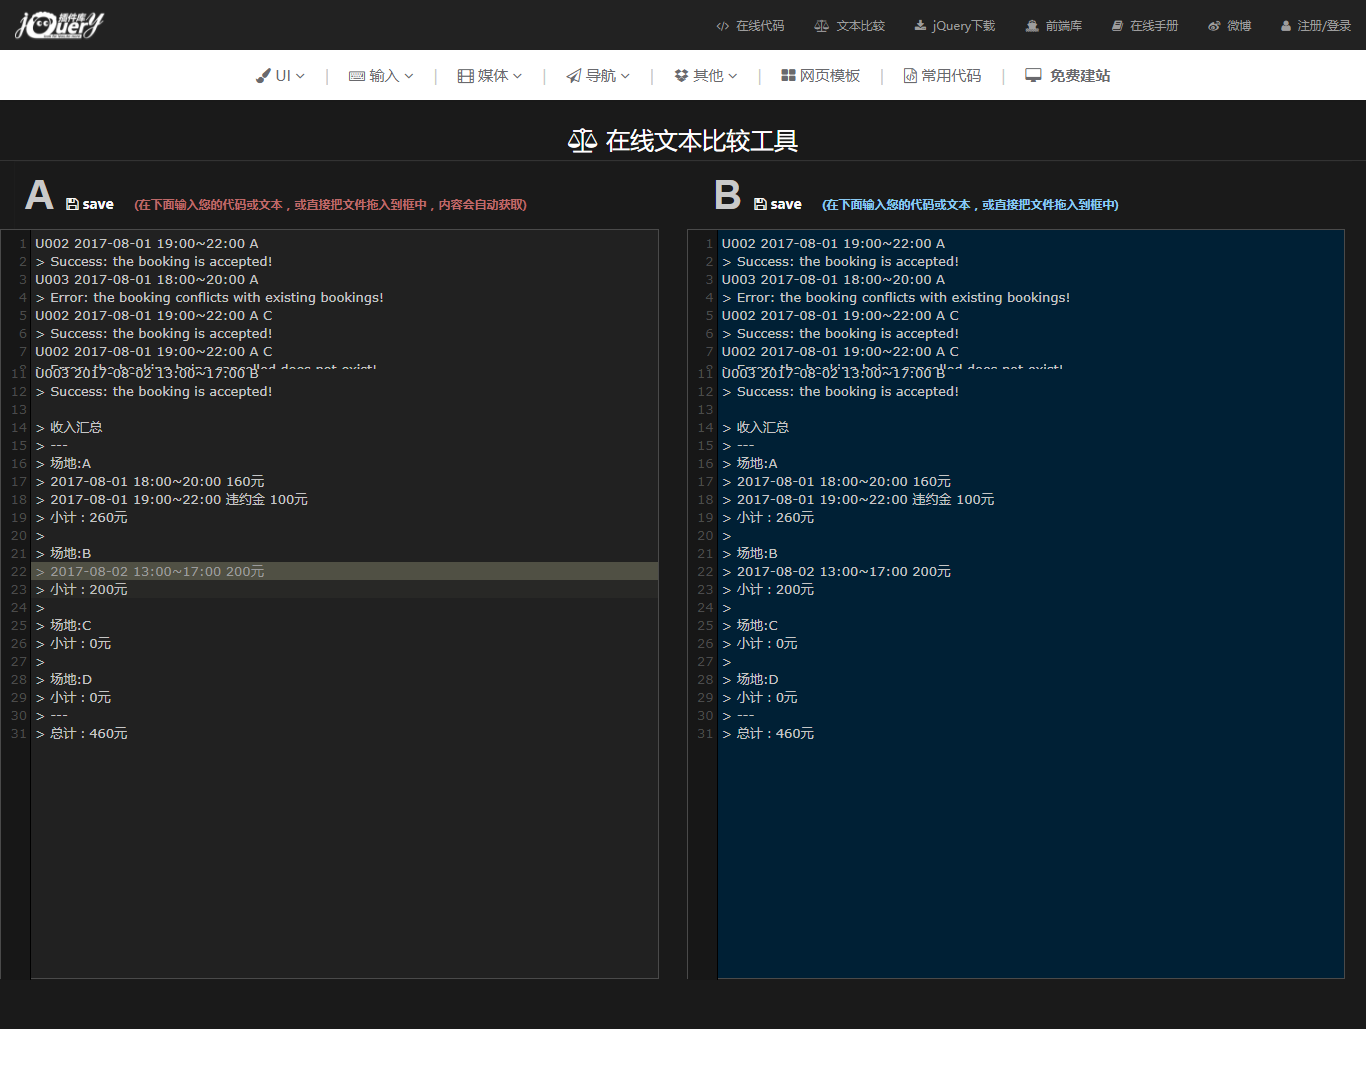 jQuery 插件库
在线代码 文本比较 jQuery下载 前端库 在线手册 微博 注册/登录
UI | 输入 | 媒体 | 导航 | 其他 | 网页模板 | 常用代码 | 免费建站
在线文本比较工具
A save (在下面输入您的代码或文本，或直接把文件拖入到框中，内容会自动获取)
1 U002 2017-08-01 19:00~22:00 A
2 > Success: the booking is accepted!
3 U003 2017-08-01 18:00~20:00 A
4 > Error: the booking conflicts with existing bookings!
5 U002 2017-08-01 19:00~22:00 A C
6 > Success: the booking is accepted!
7 U002 2017-08-01 19:00~22:00 A C
> Error: the booking being cancelled does not exist!
11 U003 2017-08-02 13:00~17:00 B
12 > Success: the booking is accepted!
13
14 > 收入汇总
15 > ---
16 > 场地:A
17 > 2017-08-01 18:00~20:00 160元
18 > 2017-08-01 19:00~22:00 违约金 100元
19 > 小计：260元
20 >
21 > 场地:B
22 > 2017-08-02 13:00~17:00 200元
23 > 小计：200元
24 >
25 > 场地:C
26 > 小计：0元
27 >
28 > 场地:D
29 > 小计：0元
30 > ---
31 > 总计：460元
B save (在下面输入您的代码或文本，或直接把文件拖入到框中)
1 U002 2017-08-01 19:00~22:00 A
2 > Success: the booking is accepted!
3 U003 2017-08-01 18:00~20:00 A
4 > Error: the booking conflicts with existing bookings!
5 U002 2017-08-01 19:00~22:00 A C
6 > Success: the booking is accepted!
7 U002 2017-08-01 19:00~22:00 A C
> Error: the booking being cancelled does not exist!
11 U003 2017-08-02 13:00~17:00 B
12 > Success: the booking is accepted!
13
14 > 收入汇总
15 > ---
16 > 场地:A
17 > 2017-08-01 18:00~20:00 160元
18 > 2017-08-01 19:00~22:00 违约金 100元
19 > 小计：260元
20 >
21 > 场地:B
22 > 2017-08-02 13:00~17:00 200元
23 > 小计：200元
24 >
25 > 场地:C
26 > 小计：0元
27 >
28 > 场地:D
29 > 小计：0元
30 > ---
31 > 总计：460元